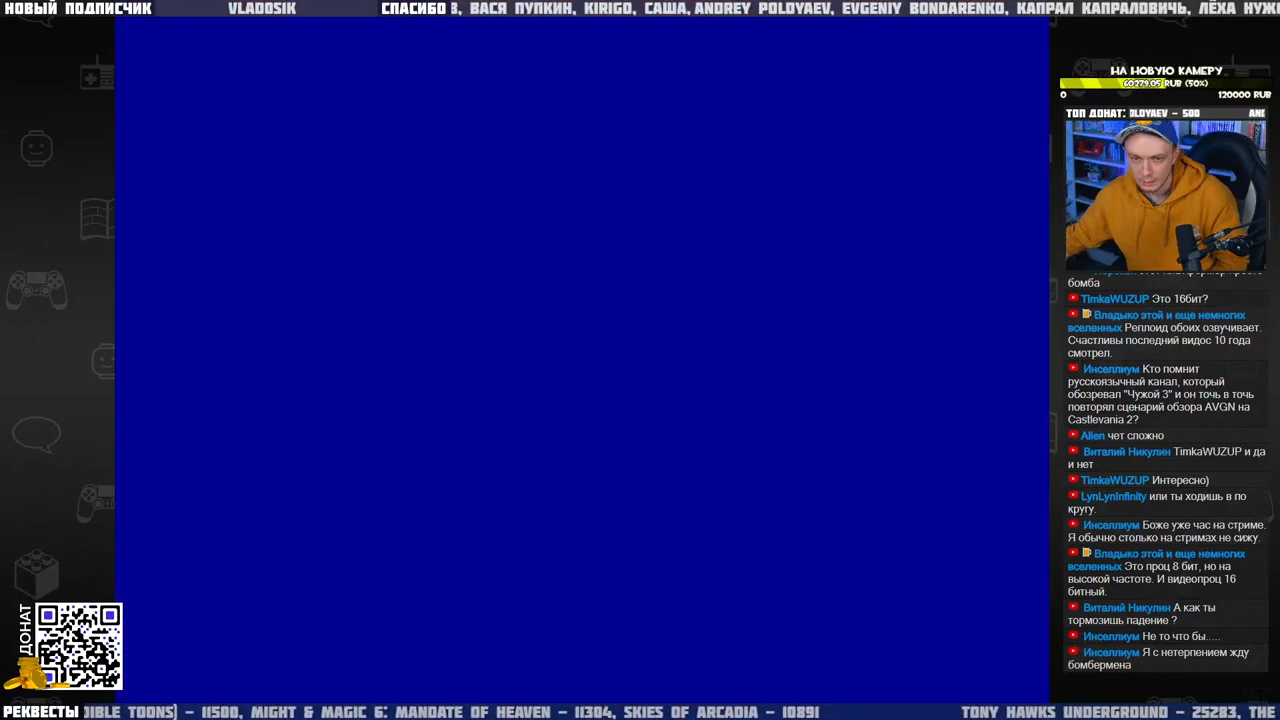 НОВЫЙ ПОДПИСЧИК VLADOSIK СПАСИБО З, ВАСЯ ПУПКИН, KIRIGO, САША, ANDREY POLOYAEV, EVGENIY BONDARENKO, КАПРАЛ КАПРАЛОВИЧЬ, ЛЁХА НУЖ
НА НОВУЮ КАМЕРУ
60279.05 RUB (50%)
0 120000 RUB
ТОП ДОНАТ: OLOYAEV - 500 AN
бомба
TimkaWUZUP Это 16бит?
Владыко этой и еще немногих
вселенных Реплоид обоих озвучивает.
Счастливы последний видос 10 года
смотрел.
Инселлиум Кто помнит
русскоязычный канал, который
обозревал "Чужой 3" и он точь в точь
повторял сценарий обзора AVGN на
Castlevania 2?
Alien чет сложно
Виталий Никулин TimkaWUZUP и да
и нет
TimkaWUZUP Интересно)
LynLynInfinity или ты ходишь в по
кругу.
Инселлиум Боже уже час на стриме.
Я обычно столько на стримах не сижу.
Владыко этой и еще немногих
вселенных Это проц 8 бит, но на
высокой частоте. И видеопроц 16
битный.
Виталий Никулин А как ты
тормозишь падение ?
Инселлиум Не то что бы.....
Инселлиум Я с нетерпением жду
бомбермена
ДОНАТ
РЕКВЕСТЫ DIBLE TOONS) - 11500, MIGHT & MAGIC 6: MANDATE OF HEAVEN - 11304, SKIES OF ARCADIA - 10891 TONY HAWKS UNDERGROUND - 25283, THE